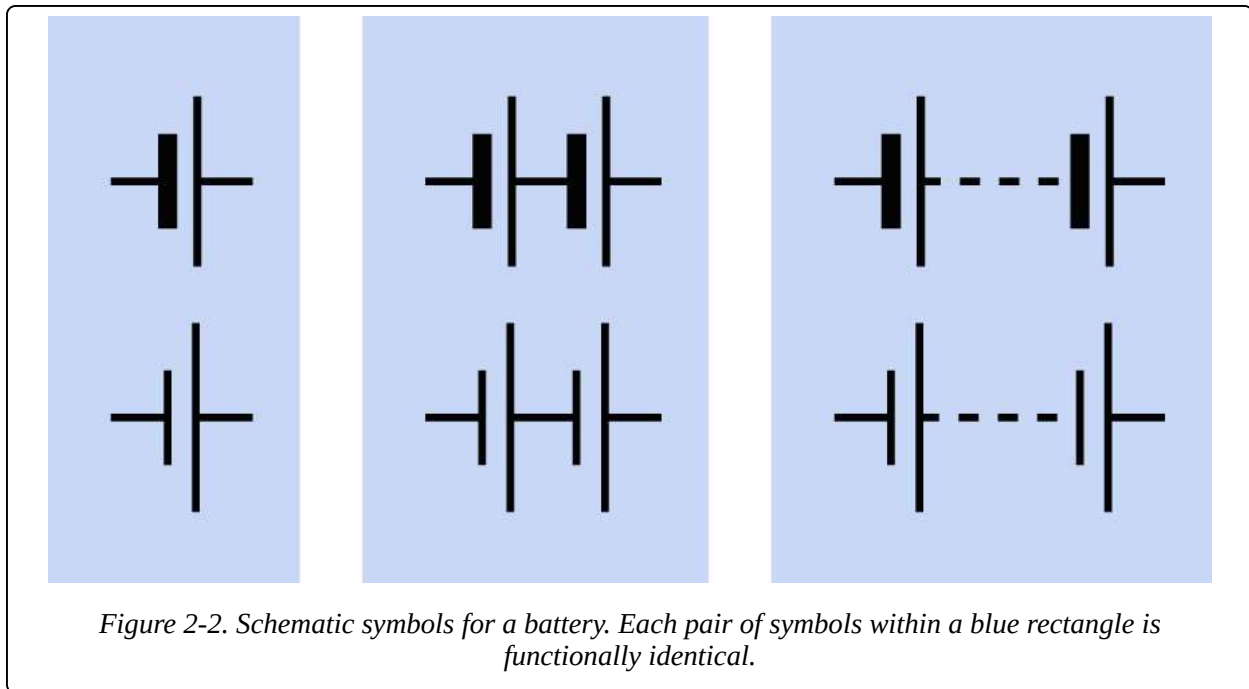 Figure 2-2. Schematic symbols for a battery. Each pair of symbols within a blue rectangle is
functionally identical.